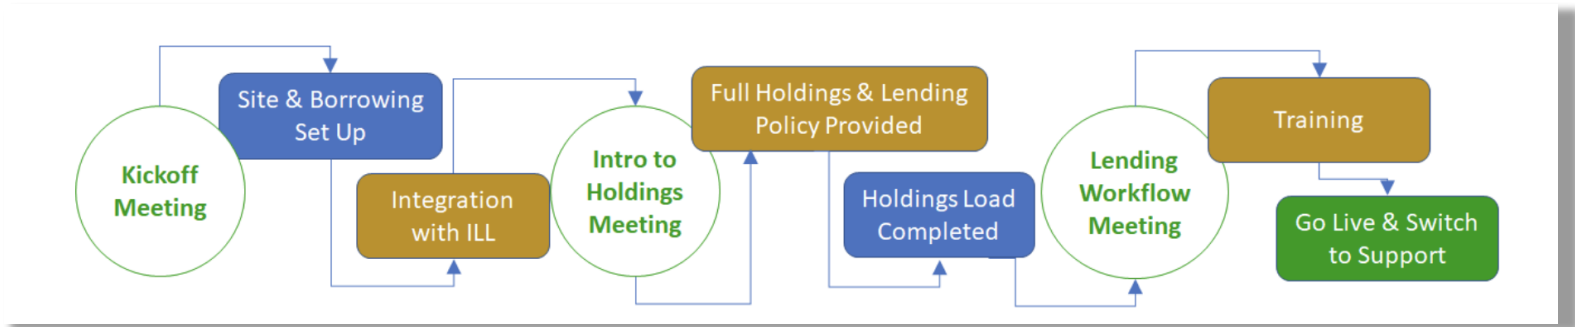 Kickoff
Meeting
Site & Borrowing
Set Up
Integration
with ILL
Intro to
Holdings
Meeting
Full Holdings & Lending
Policy Provided
Holdings Load
Completed
Lending
Workflow
Meeting
Training
Go Live & Switch
to Support